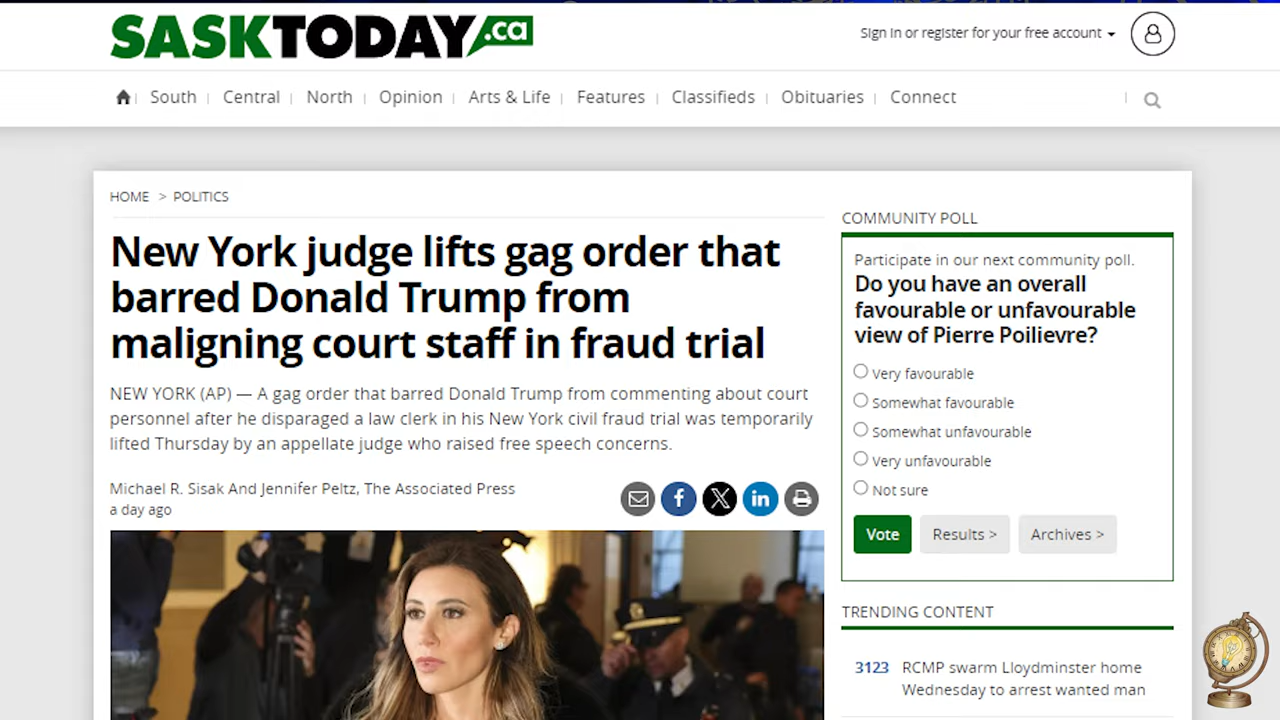 SASKTODAY.ca
Sign in or register for your free account
South
Central
North
Opinion
Arts & Life
Features
Classifieds
Obituaries
Connect
HOME > POLITICS
New York judge lifts gag order that
barred Donald Trump from
maligning court staff in fraud trial
NEW YORK (AP) — A gag order that barred Donald Trump from commenting about court
personnel after he disparaged a law clerk in his New York civil fraud trial was temporarily
lifted Thursday by an appellate judge who raised free speech concerns.
Michael R. Sisak And Jennifer Peltz, The Associated Press
a day ago
COMMUNITY POLL
Participate in our next community poll.
Do you have an overall
favourable or unfavourable
view of Pierre Poilievre?
Very favourable
Somewhat favourable
Somewhat unfavourable
Very unfavourable
Not sure
Vote
Results >
Archives >
TRENDING CONTENT
3123 RCMP swarm Lloydminster home
Wednesday to arrest wanted man